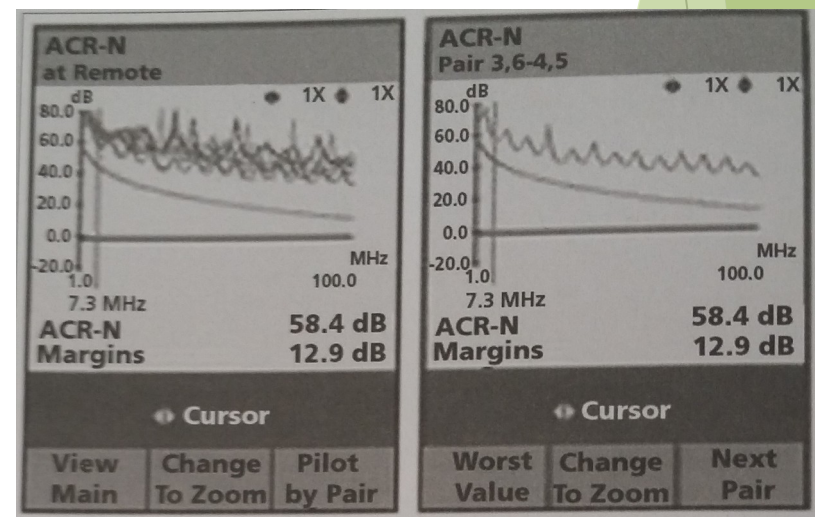 ACR-N
at Remote
dB
1X 1X
80.0
60.0
40.0
20.0
0.0
-20.0
MHz
1.0 100.0
7.3 MHz
ACR-N 58.4 dB
Margins 12.9 dB
Cursor
View Main
Change To Zoom
Pilot by Pair
ACR-N
Pair 3,6-4,5
dB
1X 1X
80.0
60.0
40.0
20.0
0.0
-20.0
MHz
1.0 100.0
7.3 MHz
ACR-N 58.4 dB
Margins 12.9 dB
Cursor
Worst Value
Change To Zoom
Next Pair